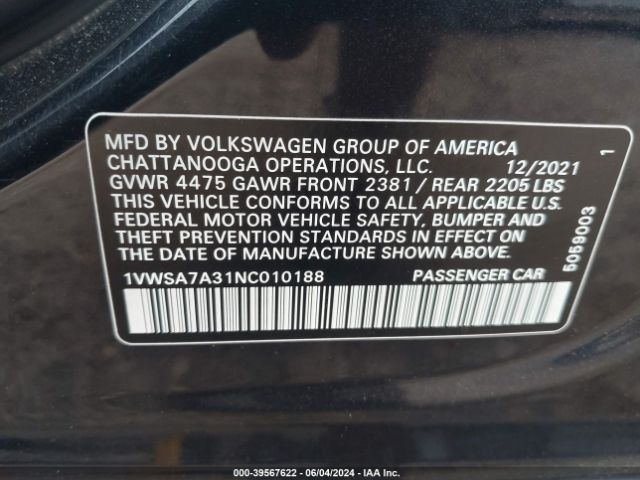 MFD BY VOLKSWAGEN GROUP OF AMERICA
CHATTANOOGA OPERATIONS, LLC. 12/2021
GVWR 4475 GAWR FRONT 2381 / REAR 2205 LBS
THIS VEHICLE CONFORMS TO ALL APPLICABLE U.S.
FEDERAL MOTOR VEHICLE SAFETY, BUMPER AND
THEFT PREVENTION STANDARDS IN EFFECT ON
THE DATE OF MANUFACTURE SHOWN ABOVE.
1VWSA7A31NC010188 PASSENGER CAR
5059003 1
99 - 39567622 - 06/04/2024 - IAA Inc.